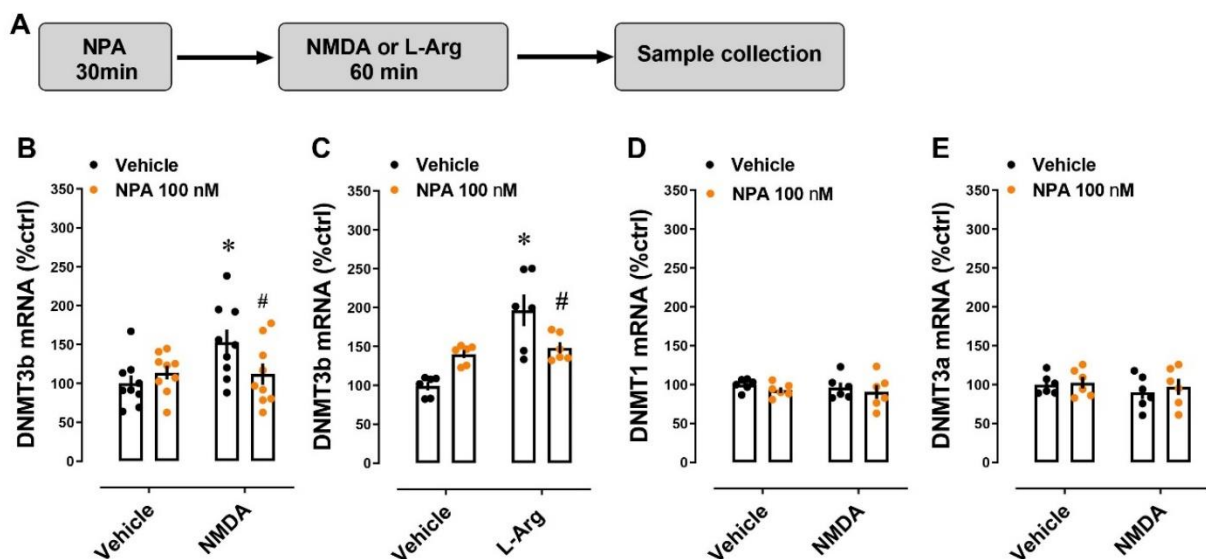 A
NPA
30min
NMDA or L-Arg
60 min
Sample collection
B
Vehicle
NPA 100 nM
DNMT3b mRNA (%ctrl)
350
300
250
200
150
100
50
0
*
#
Vehicle
NMDA
C
Vehicle
NPA 100 nM
DNMT3b mRNA (%ctrl)
350
300
250
200
150
100
50
0
*
#
Vehicle
L-Arg
D
Vehicle
NPA 100 nM
DNMT1 mRNA (%ctrl)
350
300
250
200
150
100
50
0
Vehicle
NMDA
E
Vehicle
NPA 100 nM
DNMT3a mRNA (%ctrl)
350
300
250
200
150
100
50
0
Vehicle
NMDA